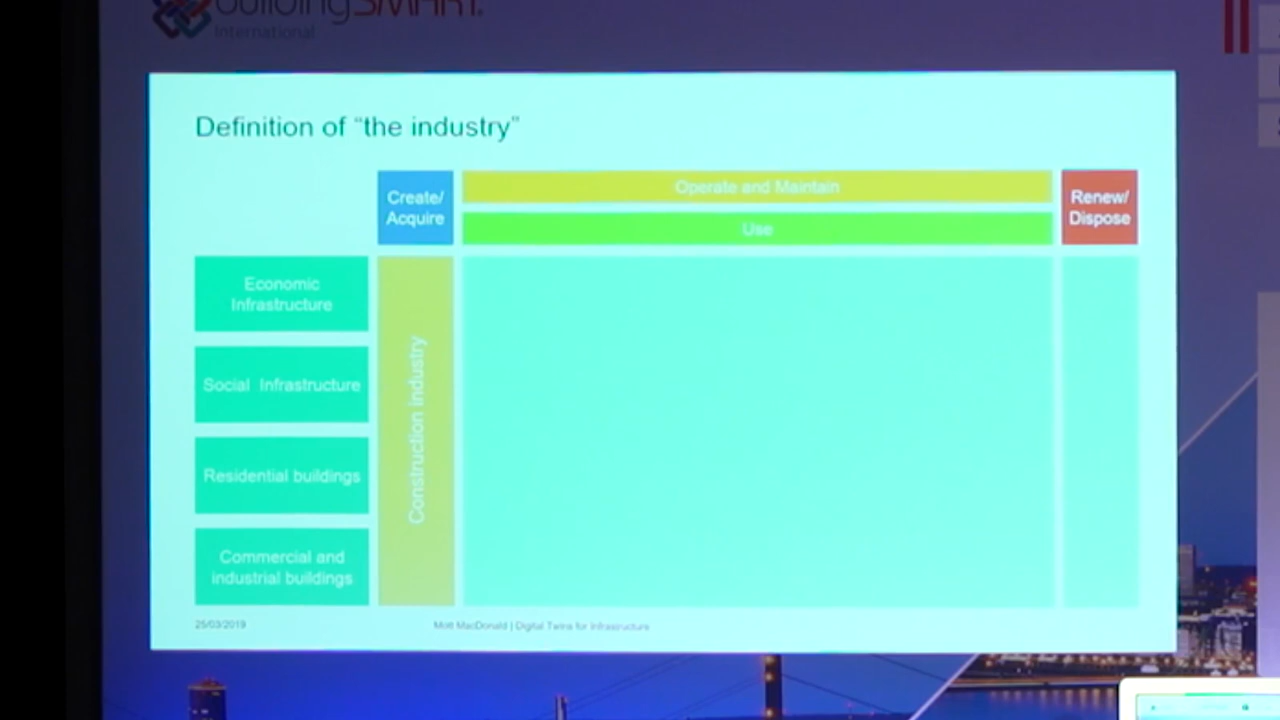 buildingSMART.
International
Definition of “the industry”
Create/
Acquire
Operate and Maintain
Use
Renew/
Dispose
Economic
Infrastructure
Social Infrastructure
Residential buildings
Commercial and
industrial buildings
Construction industry
25/03/2019
Mott MacDonald | Digital Twins for Infrastructure